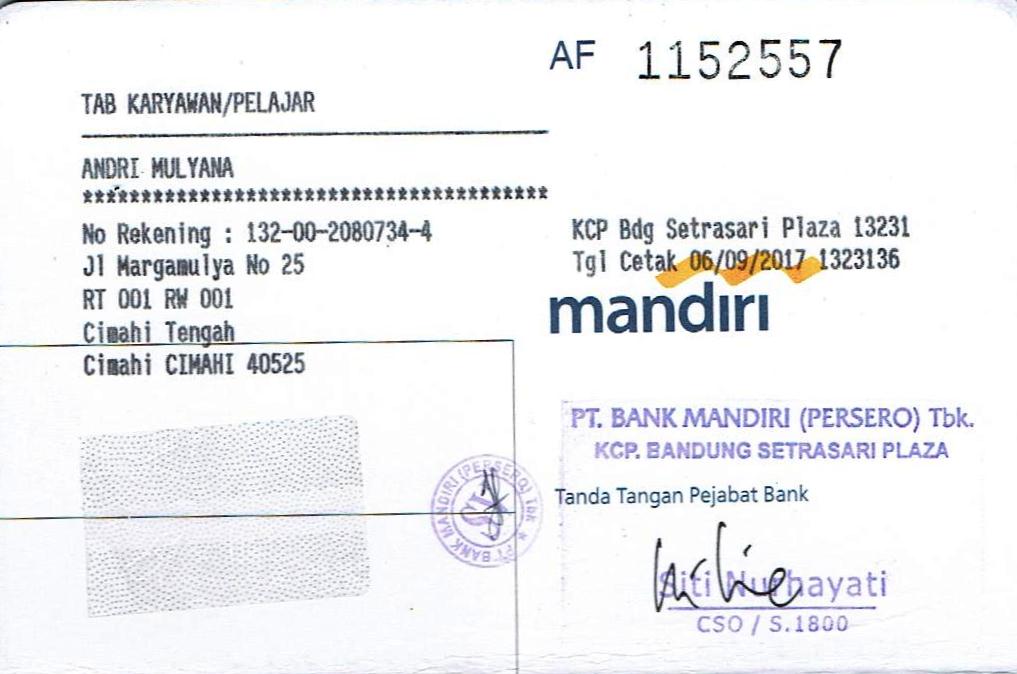 AF 1152557
TAB KARYAWAN/PELAJAR
ANDRI MULYANA
******************************************
No Rekening : 132-00-2080734-4
Jl Margamulya No 25
RT 001 RW 001
Cimahi Tengah
Cimahi CIMAHI 40525
KCP Bdg Setrasari Plaza 13231
Tgl Cetak 06/09/2017 1323136
mandiri
PT. BANK MANDIRI (PERSERO) Tbk.
KCP. BANDUNG SETRASARI PLAZA
PT BANK MANDIRI (PERSERO) Tbk *
Tanda Tangan Pejabat Bank
Siti Nurhayati
CSO / S.1800